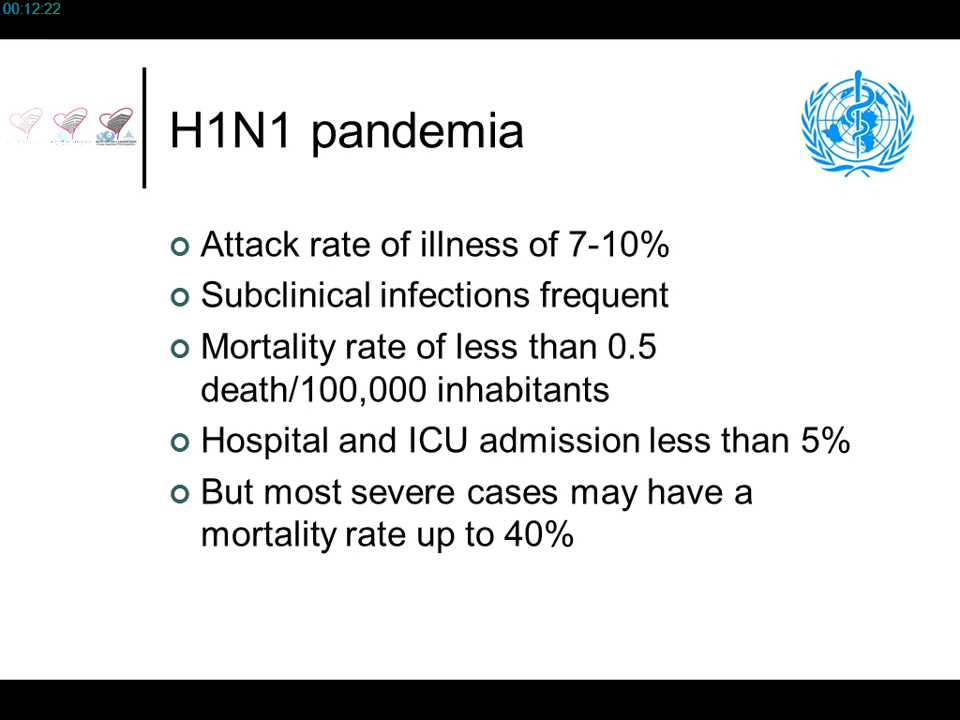 00:12:22
H1N1 pandemia
Attack rate of illness of 7-10%
Subclinical infections frequent
Mortality rate of less than 0.5
death/100,000 inhabitants
Hospital and ICU admission less than 5%
But most severe cases may have a
mortality rate up to 40%